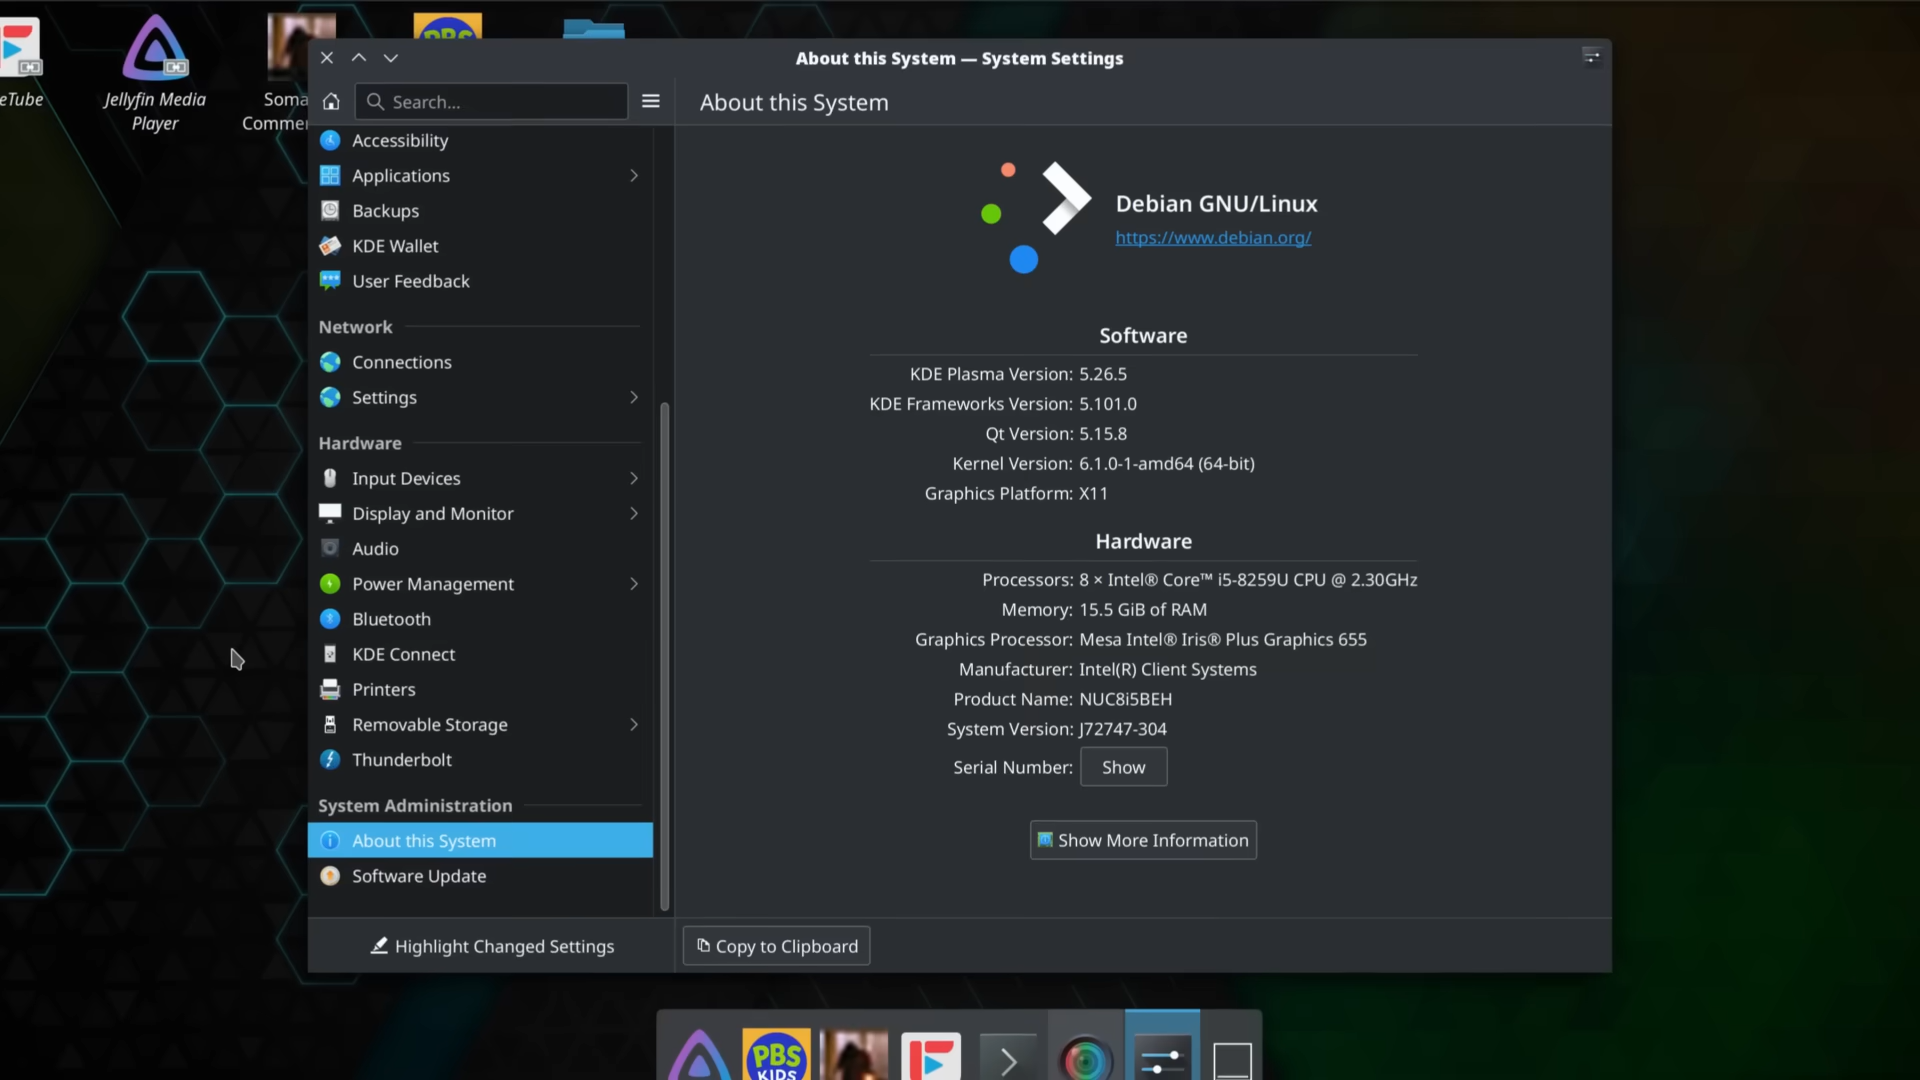 eTube
Jellyfin Media
Player
Soma
Commer
PBS
About this System — System Settings
Search...
About this System
Accessibility
Applications
Backups
KDE Wallet
User Feedback
Network
Connections
Settings
Hardware
Input Devices
Display and Monitor
Audio
Power Management
Bluetooth
KDE Connect
Printers
Removable Storage
Thunderbolt
System Administration
About this System
Software Update
Highlight Changed Settings
Debian GNU/Linux
https://www.debian.org/
Software
KDE Plasma Version: 5.26.5
KDE Frameworks Version: 5.101.0
Qt Version: 5.15.8
Kernel Version: 6.1.0-1-amd64 (64-bit)
Graphics Platform: X11
Hardware
Processors: 8 × Intel® Core™ i5-8259U CPU @ 2.30GHz
Memory: 15.5 GiB of RAM
Graphics Processor: Mesa Intel® Iris® Plus Graphics 655
Manufacturer: Intel(R) Client Systems
Product Name: NUC8i5BEH
System Version: J72747-304
Serial Number: Show
Show More Information
Copy to Clipboard
PBS
KIDS